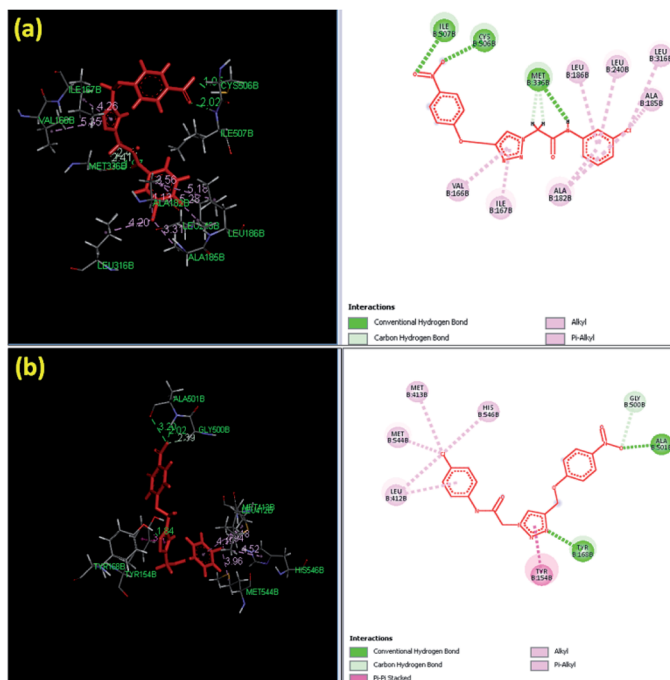 (a)
1.0
CYS506B
2.02
ILE167B
4.26
VAL166B
5.45
ILE507B
MET336B
2.41
2.56
5.18
ALA182B
5.28
4.20
3.31
LEU186B
LEU316B
ALA185B
ILE
B:507B
CYS
B:506B
MET
B:336B
LEU
B:186B
LEU
B:240B
LEU
B:316B
ALA
B:185B
VAL
B:166B
ILE
B:167B
ALA
B:182B
Interactions
Conventional Hydrogen Bond
Carbon Hydrogen Bond
Alkyl
Pi-Alkyl
(b)
ALA501B
3.20
2.02
GLY500B
2.39
TYR154B
HIS546B
4.52
3.96
MET544B
MET
B:413B
HIS
B:546B
MET
B:544B
LEU
B:412B
GLY
B:500B
ALA
B:501B
TYR
B:168B
TYR
B:154B
Interactions
Conventional Hydrogen Bond
Carbon Hydrogen Bond
Pi-Pi Stacked
Alkyl
Pi-Alkyl